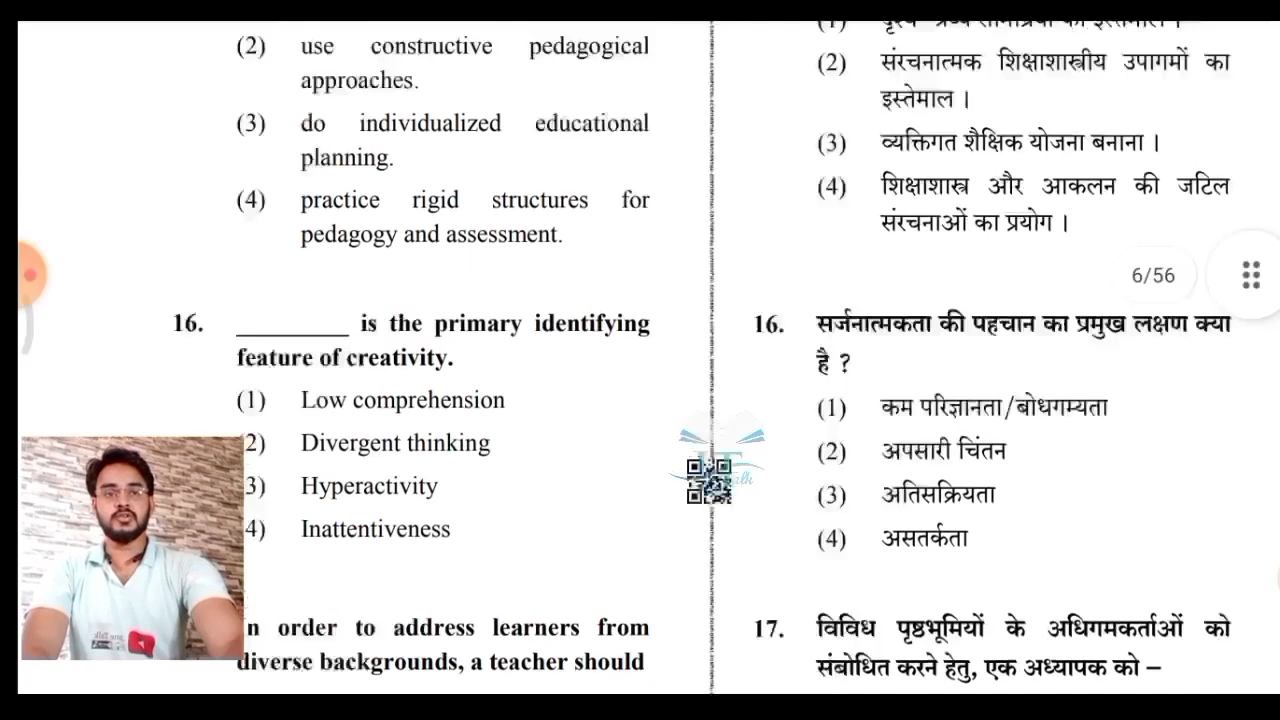 (2) use constructive pedagogical
approaches.
(3) do individualized educational
planning.
(4) practice rigid structures for
pedagogy and assessment.
16. __________ is the primary identifying
feature of creativity.
(1) Low comprehension
2) Divergent thinking
3) Hyperactivity
4) Inattentiveness
n order to address learners from
diverse backgrounds, a teacher should
(2) संरचनात्मक शिक्षाशास्त्रीय उपागमों का
इस्तेमाल ।
(3) व्यक्तिगत शैक्षिक योजना बनाना ।
(4) शिक्षाशास्त्र और आकलन की जटिल
संरचनाओं का प्रयोग ।
6/56
16. सर्जनात्मकता की पहचान का प्रमुख लक्षण क्या
है ?
(1) कम परिज्ञानता/बोधगम्यता
(2) अपसारी चिंतन
(3) अतिसक्रियता
(4) असतर्कता
17. विविध पृष्ठभूमियों के अधिगमकर्ताओं को
संबोधित करने हेतु, एक अध्यापक को –